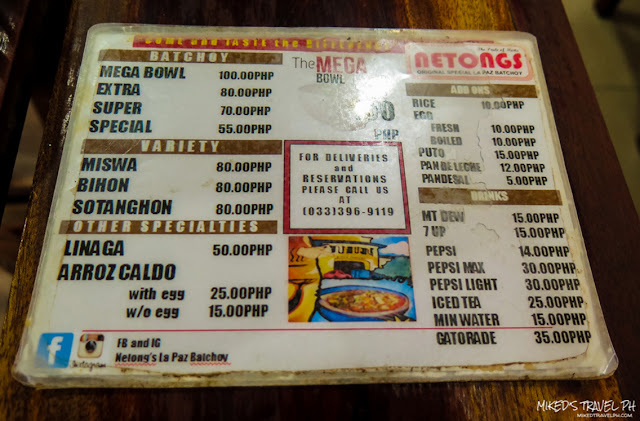 COME AND TASTE the DIFFERENCE
BATCHOY
MEGA BOWL 100.00PHP
EXTRA 80.00PHP
SUPER 70.00PHP
SPECIAL 55.00PHP
VARIETY
MISWA 80.00PHP
BIHON 80.00PHP
SOTANGHON 80.00PHP
OTHER SPECIALTIES
LINAGA 50.00PHP
ARROZ CALDO
with egg 25.00PHP
w/o egg 15.00PHP
The MEGA
BOWL
PHP
FOR DELIVERIES
and
RESERVATIONS
PLEASE CALL US
AT
(033)396-9119
NETONGS
ORIGINAL SPECIAL LA PAZ BATCHOY
ADD ONS
RICE 10.00PHP
EGG
FRESH 10.00PHP
BOILED 10.00PHP
PUTO 15.00PHP
PAN DE LECHE 12.00PHP
PANDESAL 5.00PHP
DRINKS
MT DEW 15.00PHP
7 UP 15.00PHP
PEPSI 14.00PHP
PEPSI MAX 30.00PHP
PEPSI LIGHT 30.00PHP
ICED TEA 25.00PHP
MIN WATER 15.00PHP
GATORADE 35.00PHP
f
Instagram
FB and IG
Netong's La Paz Batchoy
MIKED'S TRAVEL PH
MIKEDTRAVELPH.COM